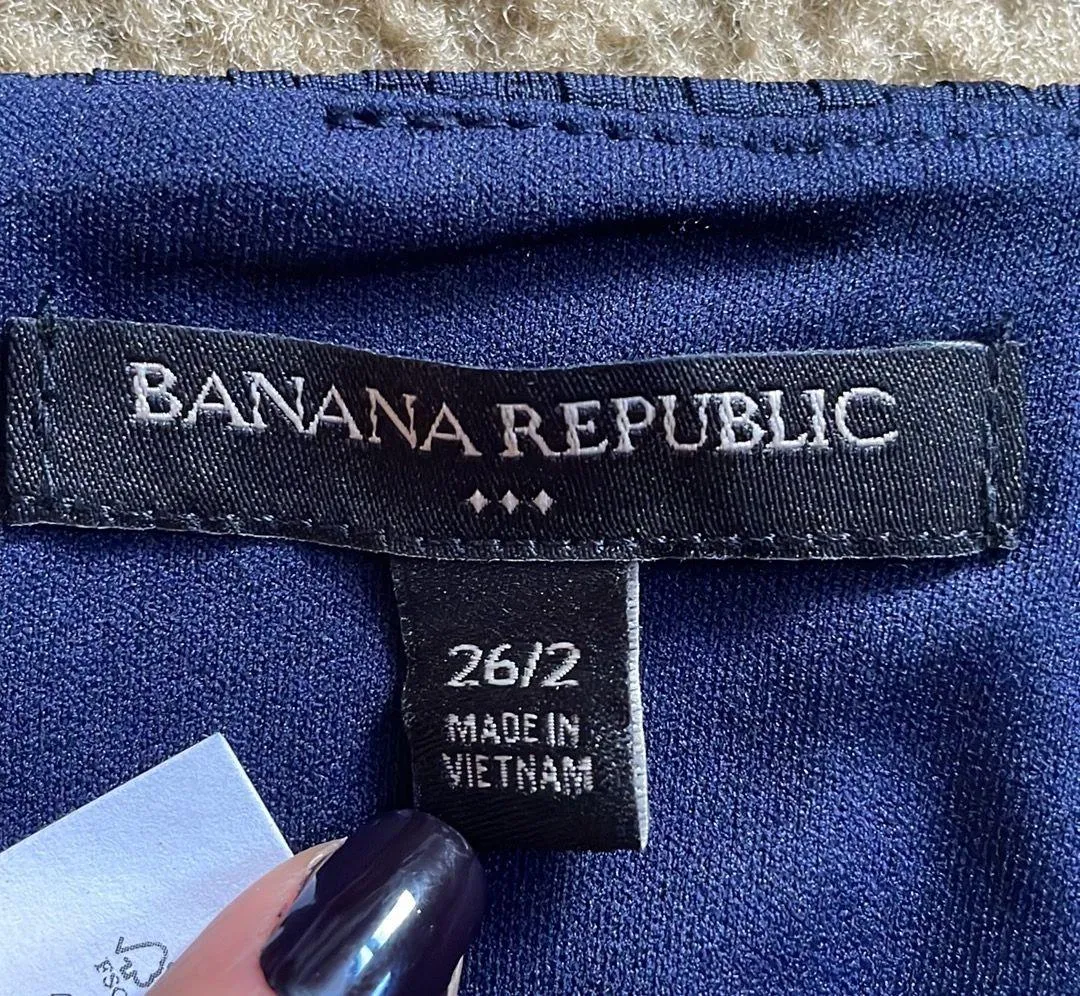 BANANA REPUBLIC
26/2
MADE IN
VIETNAM